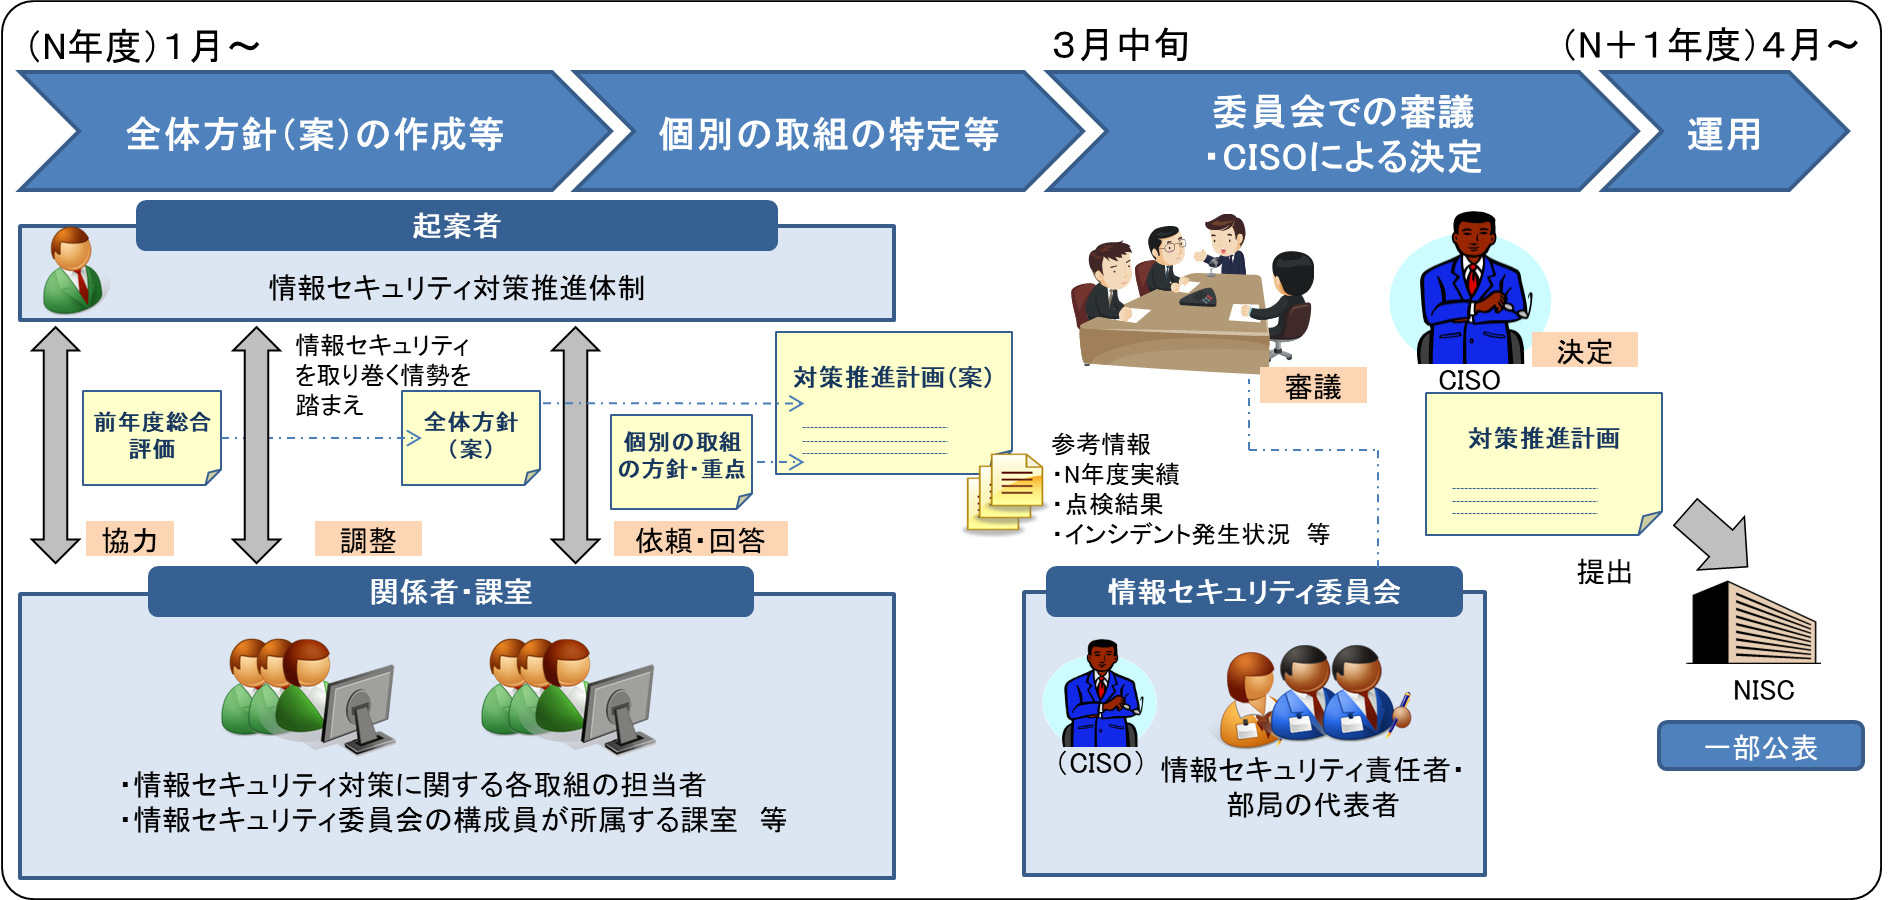 （N年度）１月～
３月中旬
（N＋１年度）４月～
全体方針（案）の作成等
個別の取組の特定等
委員会での審議
・CISOによる決定
運用
起案者
情報セキュリティ対策推進体制
情報セキュリティ
を取り巻く情勢を
踏まえ
前年度総合
評価
全体方針
（案）
個別の取組
の方針・重点
対策推進計画（案）
協力
調整
依頼・回答
参考情報
・N年度実績
・点検結果
・インシデント発生状況　等
審議
決定
CISO
対策推進計画
提出
NISC
一部公表
関係者・課室
・情報セキュリティ対策に関する各取組の担当者
・情報セキュリティ委員会の構成員が所属する課室　等
情報セキュリティ委員会
（CISO）
情報セキュリティ責任者・
部局の代表者